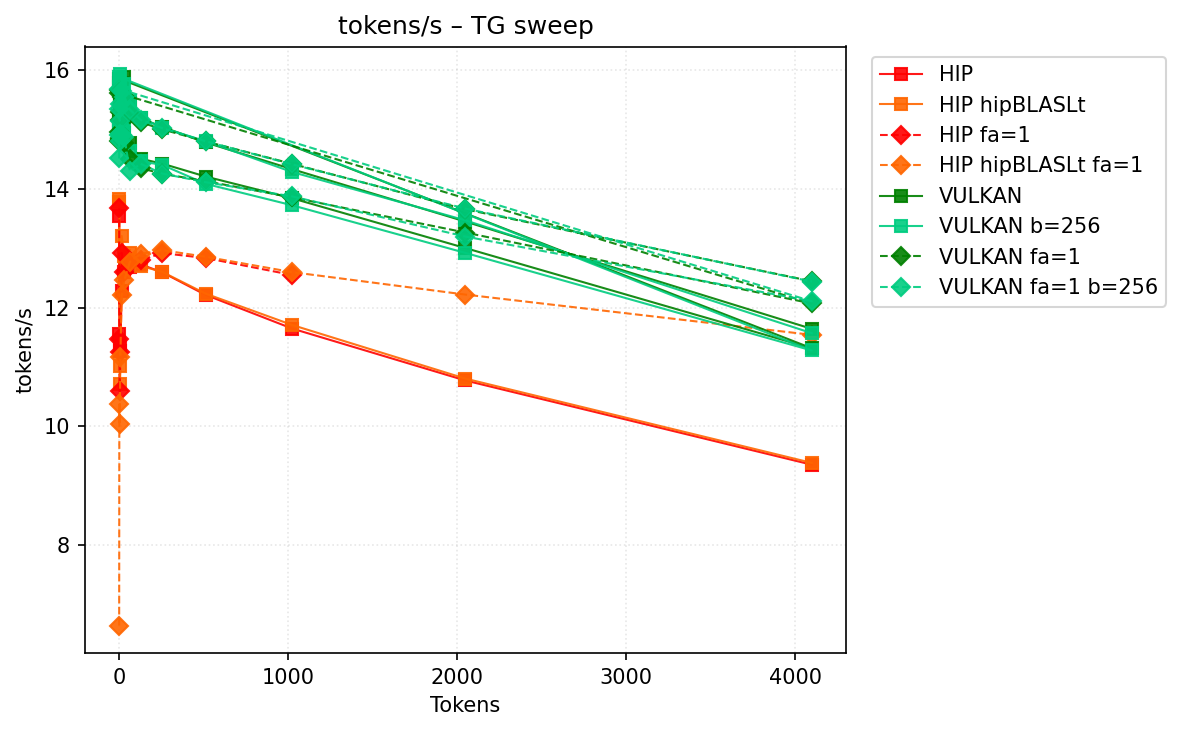 tokens/s – TG sweep
tokens/s
16
14
12
10
8
0
1000
2000
3000
4000
Tokens
HIP
HIP hipBLASLt
HIP fa=1
HIP hipBLASLt fa=1
VULKAN
VULKAN b=256
VULKAN fa=1
VULKAN fa=1 b=256